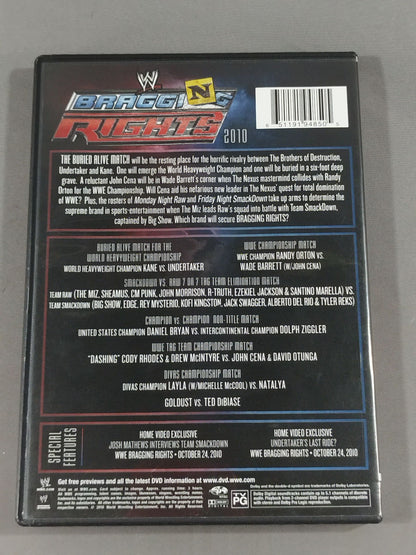 W
BRAGGING
N
RIGHTS
2010
6 51191 94850 5
THE BURIED ALIVE MATCH will be the resting place for the horrific rivalry between The Brothers of Destruction,
Undertaker and Kane. One will emerge the World Heavyweight Champion and one will be buried in a six-foot deep
grave. A reluctant John Cena will be in Wade Barrett's corner when The Nexus mastermind collides with Randy
Orton for the WWE Championship. Will Cena aid his nefarious new leader in The Nexus' quest for total domination
of WWE? Plus, the rosters of Monday Night Raw and Friday Night SmackDown take up arms to determine the
supreme brand in sports-entertainment when The Miz leads Raw's squad into battle with Team SmackDown,
captained by Big Show. Which brand will secure BRAGGING RIGHTS?
BURIED ALIVE MATCH FOR THE
WORLD HEAVYWEIGHT CHAMPIONSHIP
WORLD HEAVYWEIGHT CHAMPION KANE VS. UNDERTAKER
WWE CHAMPIONSHIP MATCH
WWE CHAMPION RANDY ORTON VS.
WADE BARRETT (W/JOHN CENA)
SMACKDOWN VS. RAW 7 ON 7 TAG TEAM ELIMINATION MATCH
TEAM RAW (THE MIZ, SHEAMUS, CM PUNK, JOHN MORRISON, R-TRUTH, EZEKIEL JACKSON & SANTINO MARELLA) VS.
TEAM SMACKDOWN (BIG SHOW, EDGE, REY MYSTERIO, KOFI KINGSTON, JACK SWAGGER, ALBERTO DEL RIO & TYLER REKS)
CHAMPION VS. CHAMPION NON-TITLE MATCH
UNITED STATES CHAMPION DANIEL BRYAN VS. INTERCONTINENTAL CHAMPION DOLPH ZIGGLER
WWE TAG TEAM CHAMPIONSHIP MATCH
"DASHING" CODY RHODES & DREW McINTYRE VS. JOHN CENA & DAVID OTUNGA
DIVAS CHAMPIONSHIP MATCH
DIVAS CHAMPION LAYLA (W/MICHELLE McCOOL) VS. NATALYA
GOLDUST VS. TED DiBIASE
SPECIAL
FEATURES
HOME VIDEO EXCLUSIVE
JOSH MATHEWS INTERVIEWS TEAM SMACKDOWN
WWE BRAGGING RIGHTS • OCTOBER 24, 2010
HOME VIDEO EXCLUSIVE
UNDERTAKER'S LAST RIDE?
WWE BRAGGING RIGHTS • OCTOBER 24, 2010
Get free previews and all the latest DVD information at www.dvd.wwe.com.
TV
PG